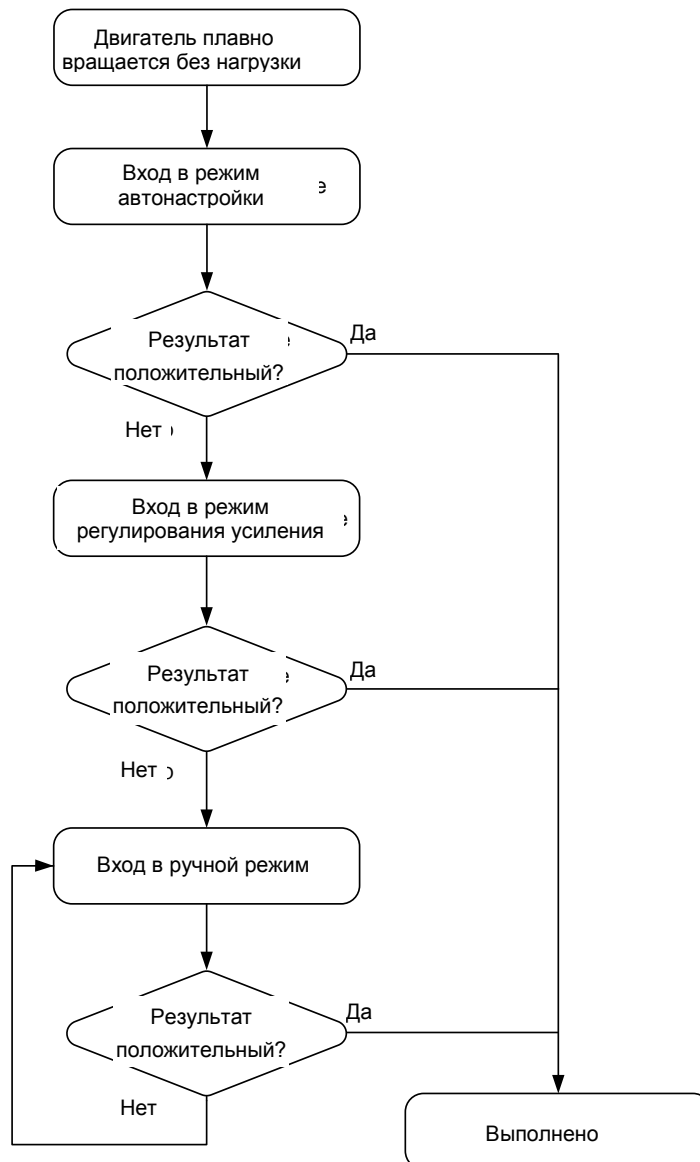 Двигатель плавно
вращается без нагрузки
Вход в режим
автонастройки
Результат
положительный?
Да
Нет
Вход в режим
регулирования усиления
Результат
положительный?
Да
Нет
Вход в ручной режим
Результат
положительный?
Да
Нет
Выполнено